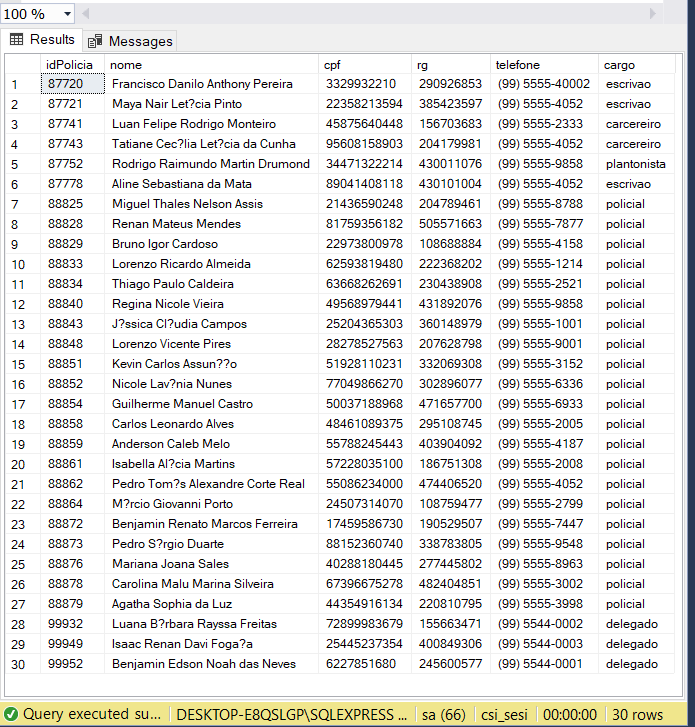 100 %
Results Messages
idPolicia nome cpf rg telefone cargo
1 87720 Francisco Danilo Anthony Pereira 3329932210 290926853 (99) 5555-40002 escrivao
2 87721 Maya Nair Let?cia Pinto 22358213594 385423597 (99) 5555-4052 escrivao
3 87741 Luan Felipe Rodrigo Monteiro 45875640448 156703683 (99) 5555-2333 carcereiro
4 87743 Tatiane Cec?lia Let?cia da Cunha 95608158903 204179981 (99) 5555-4052 carcereiro
5 87752 Rodrigo Raimundo Martin Drumond 34471322214 430011076 (99) 5555-9858 plantonista
6 87778 Aline Sebastiana da Mata 89041408118 430101004 (99) 5555-4052 escrivao
7 88825 Miguel Thales Nelson Assis 21436590248 204789461 (99) 5555-8788 policial
8 88828 Renan Mateus Mendes 81759356182 505571663 (99) 5555-7877 policial
9 88829 Bruno Igor Cardoso 22973800978 108688884 (99) 5555-4158 policial
10 88833 Lorenzo Ricardo Almeida 62593819480 222368202 (99) 5555-1214 policial
11 88834 Thiago Paulo Caldeira 63668262691 230438908 (99) 5555-2521 policial
12 88840 Regina Nicole Vieira 49568979441 431892076 (99) 5555-9858 policial
13 88843 J?ssica Cl?udia Campos 25204365303 360148979 (99) 5555-1001 policial
14 88848 Lorenzo Vicente Pires 28278527563 207628798 (99) 5555-9001 policial
15 88851 Kevin Carlos Assun??o 51928110231 332069308 (99) 5555-3152 policial
16 88852 Nicole Lav?nia Nunes 77049866270 302896077 (99) 5555-6336 policial
17 88854 Guilherme Manuel Castro 50037188968 471657700 (99) 5555-6933 policial
18 88858 Carlos Leonardo Alves 48461089375 295108745 (99) 5555-2005 policial
19 88859 Anderson Caleb Melo 55788245443 403904092 (99) 5555-4187 policial
20 88861 Isabella Al?cia Martins 57228035100 186751308 (99) 5555-2008 policial
21 88862 Pedro Tom?s Alexandre Corte Real 55086234000 474406520 (99) 5555-4052 policial
22 88864 M?rcio Giovanni Porto 24507314070 108759477 (99) 5555-2799 policial
23 88872 Benjamin Renato Marcos Ferreira 17459586730 190529507 (99) 5555-7447 policial
24 88873 Pedro S?rgio Duarte 88152360740 338783805 (99) 5555-9548 policial
25 88876 Mariana Joana Sales 40288180445 277445802 (99) 5555-8963 policial
26 88878 Carolina Malu Marina Silveira 67396675278 482404851 (99) 5555-3002 policial
27 88879 Agatha Sophia da Luz 44354916134 220810795 (99) 5555-3998 policial
28 99932 Luana B?rbara Rayssa Freitas 72899983679 155663471 (99) 5544-0002 delegado
29 99949 Isaac Renan Davi Foga?a 25445237354 400849306 (99) 5544-0003 delegado
30 99952 Benjamin Edson Noah das Neves 6227851680 245600577 (99) 5544-0001 delegado
Query executed su... DESKTOP-E8QSLGP\SQLEXPRESS ... sa (66) csi_sesi 00:00:00 30 rows